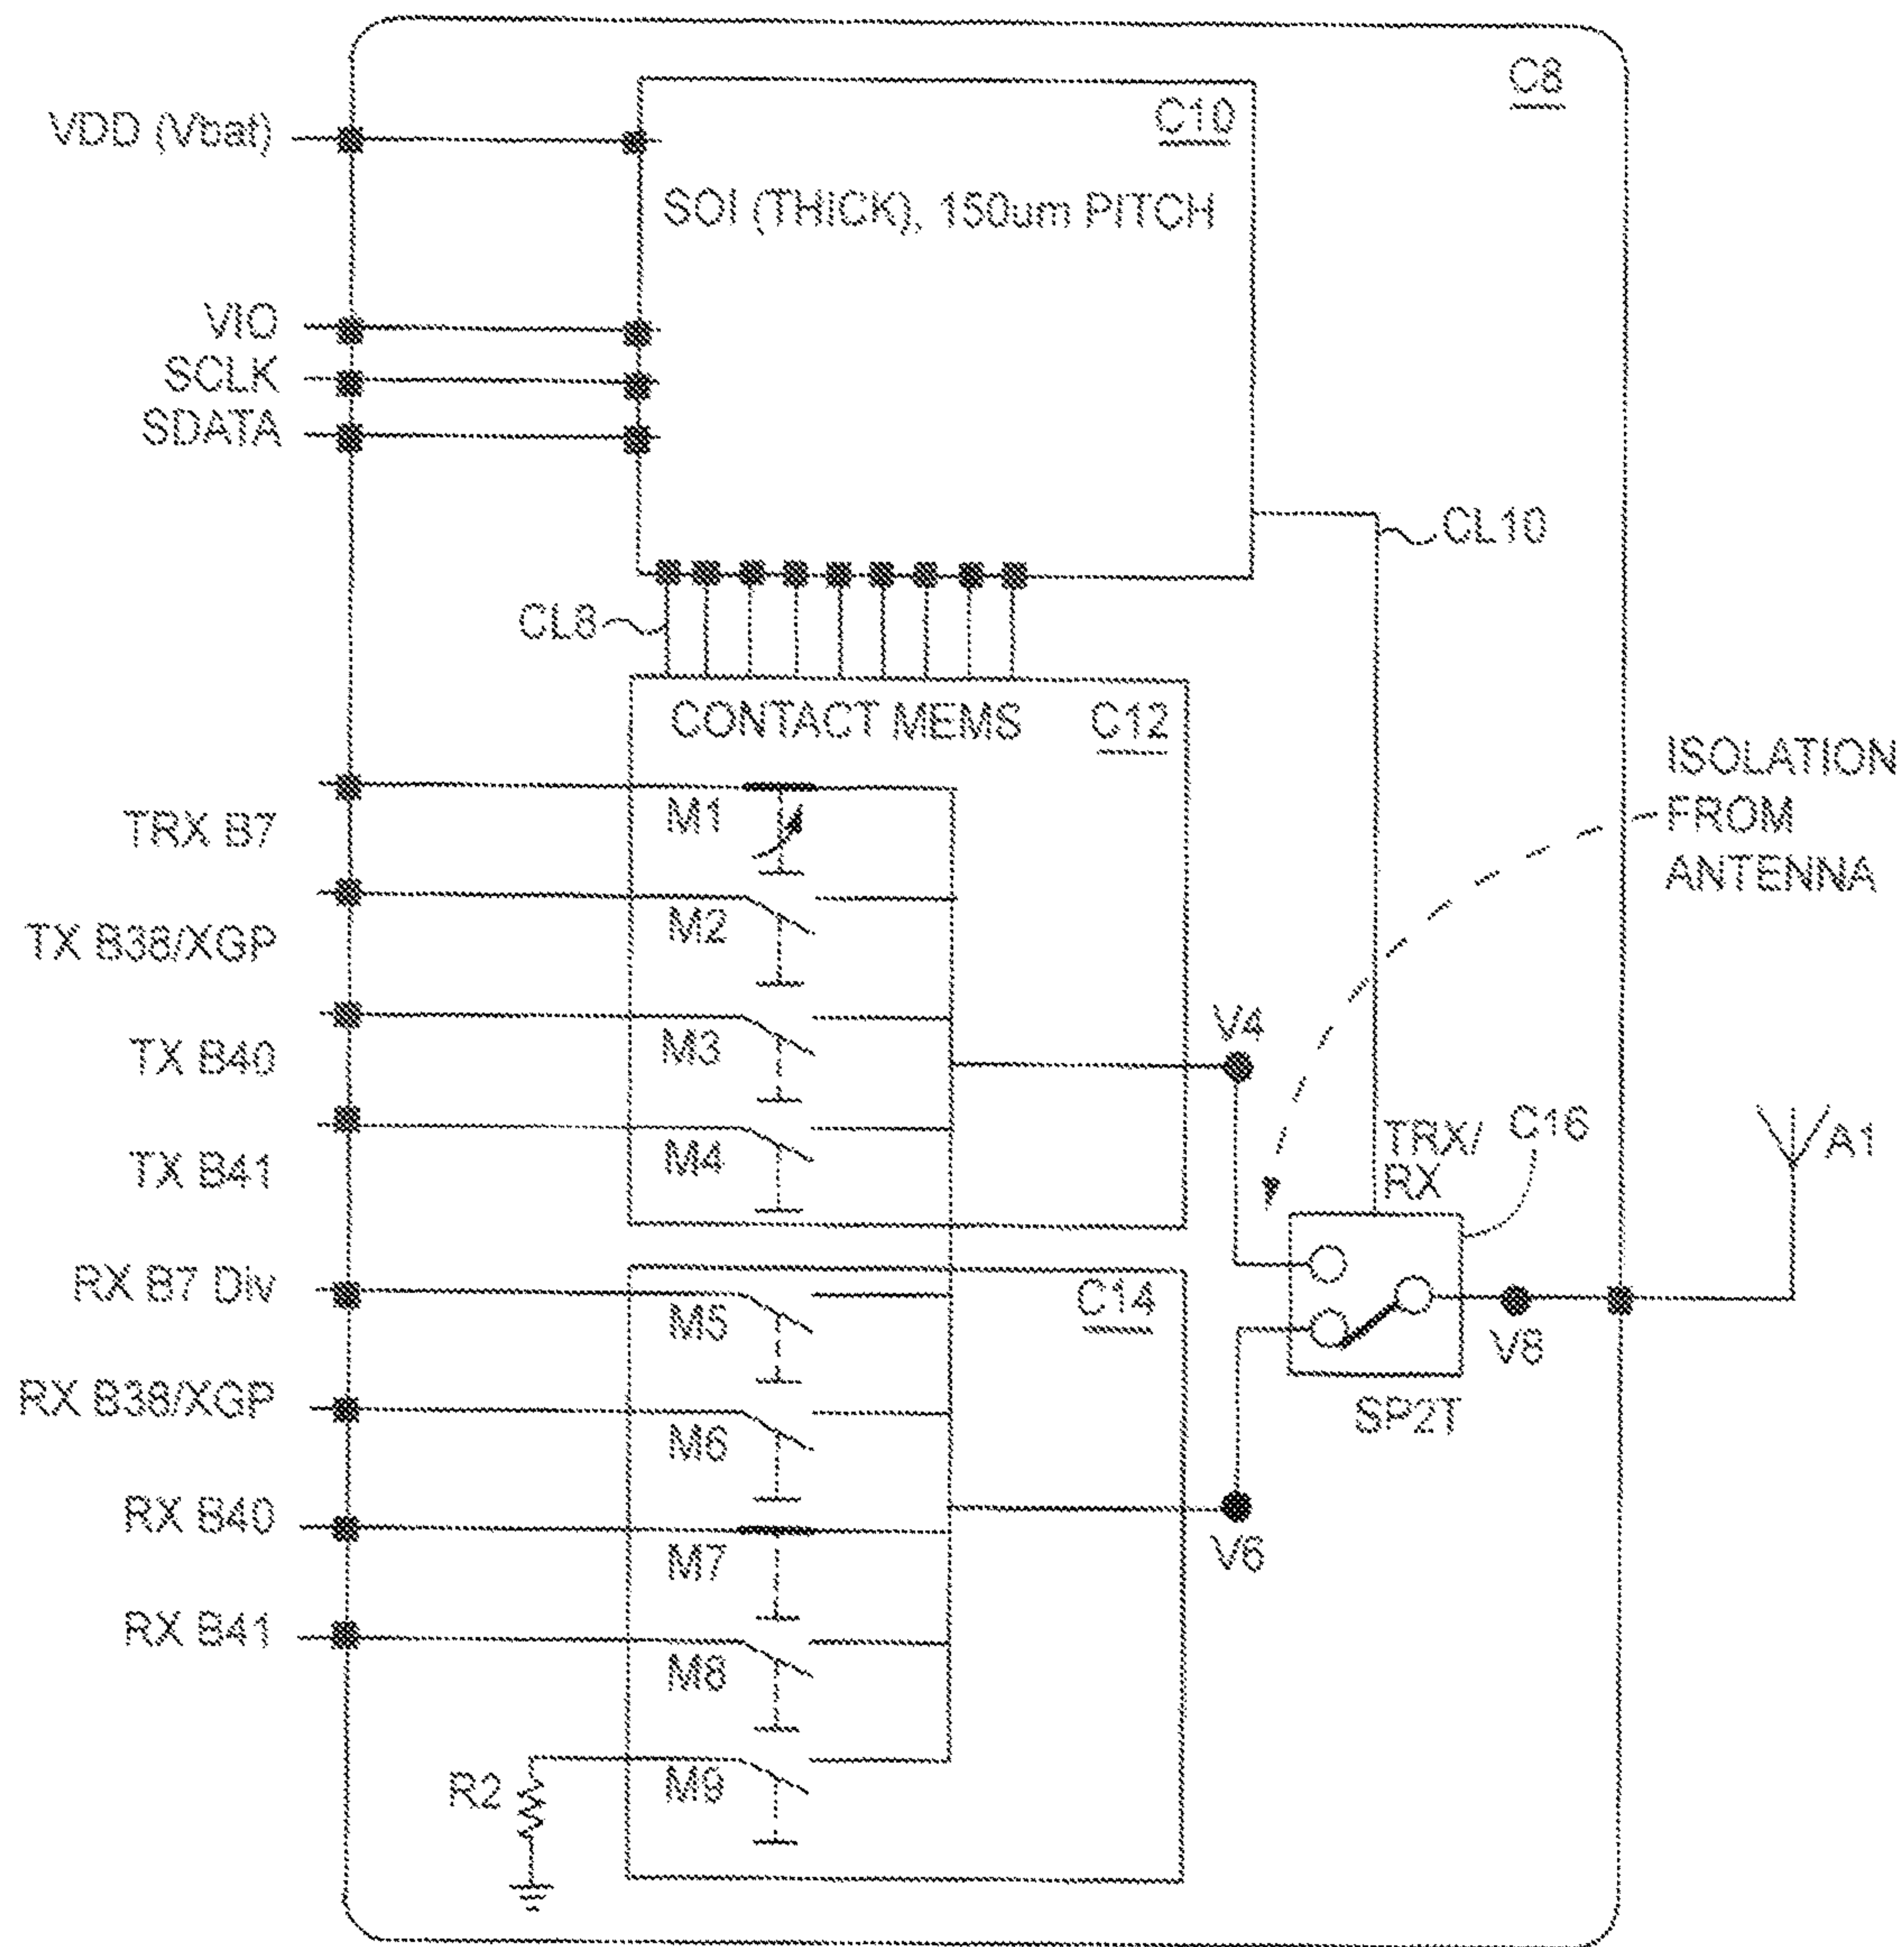 C8
C10
VDD (Vbat)
SOI (THICK), 150um PITCH
VIO
SCLK
SDATA
CL10
CL8
CONTACT MEMS
C12
ISOLATION
FROM
ANTENNA
M1
TRX B7
M2
TX B38/XGP
V4
M3
TX B40
TRX/
RX
C16
A1
M4
TX B41
RX B7 Div
C14
M5
V8
RX B38/XGP
M6
SP2T
RX B40
V6
M7
RX B41
M8
R2
M9